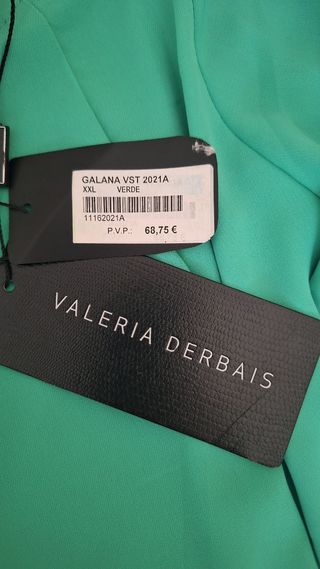 GALANA VST 2021A
XXL VERDE
11162021A
P.V.P.: 68,75 €
VALERIA DERBAIS